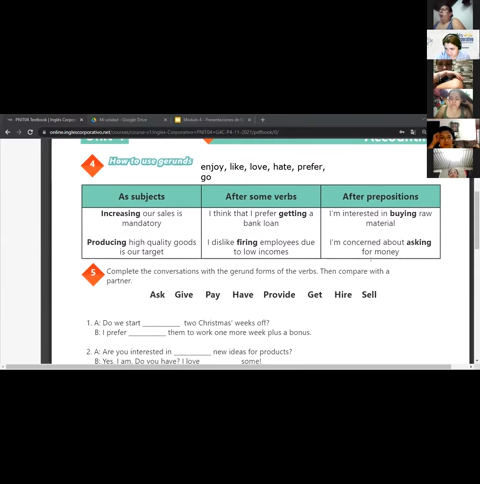 PNIT04 Textbook | Inglés Corpora
Mi unidad - Google Drive
Modulo 4 - Presentaciones de
online.inglescorporativo.net/courses/course-v1:Ingles-Corporativo+PNIT04+G4C-P4-11-2021/pdfbook/0/
4 How to use gerunds
enjoy, like, love, hate, prefer,
go
As subjects After some verbs After prepositions
Increasing our sales is I think that I prefer getting a I'm interested in buying raw
mandatory bank loan material
Producing high quality goods I dislike firing employees due I'm concerned about asking
is our target to low incomes for money
5 Complete the conversations with the gerund forms of the verbs. Then compare with a
partner.
Ask Give Pay Have Provide Get Hire Sell
1. A: Do we start __________ two Christmas' weeks off?
B: I prefer __________ them to work one more week plus a bonus.
2. A: Are you interested in __________ new ideas for products?
B: Yes, I am. Do you have? I love __________ some!